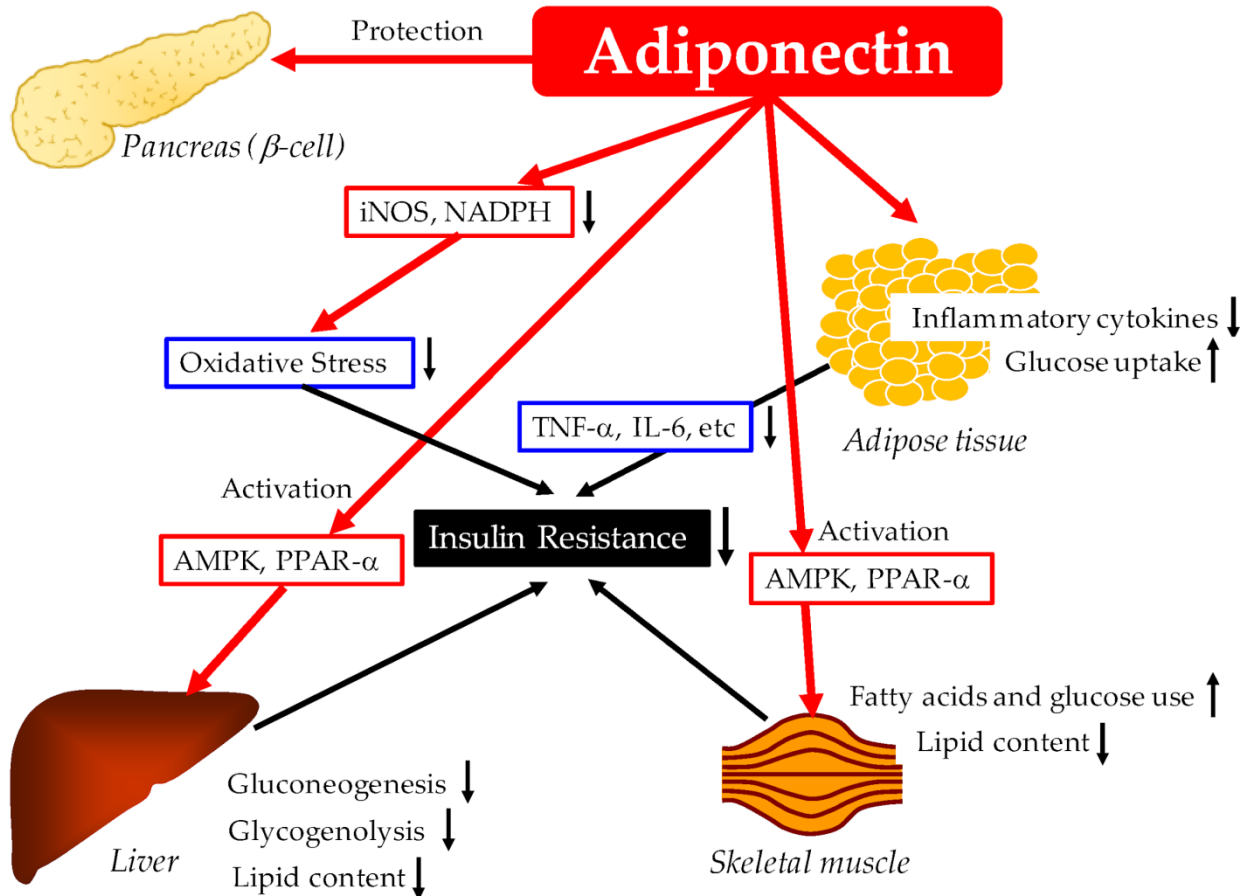 Protection
Adiponectin
Pancreas (β-cell)
iNOS, NADPH
Inflammatory cytokines
Oxidative Stress
Glucose uptake
TNF-α, IL-6, etc
Adipose tissue
Activation
Insulin Resistance
Activation
AMPK, PPAR-α
AMPK, PPAR-α
Fatty acids and glucose use
Lipid content
Gluconeogenesis
Glycogenolysis
Liver
Lipid content
Skeletal muscle